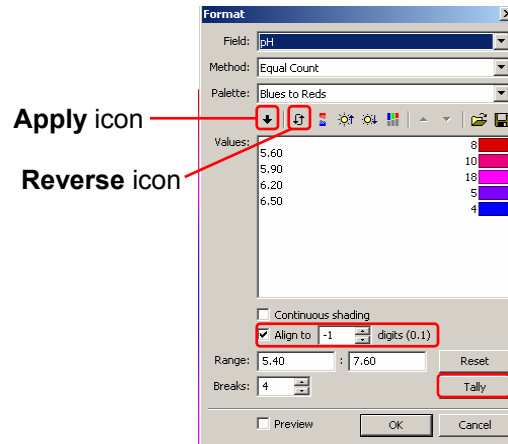 Format
Field: pH
Method: Equal Count
Palette: Blues to Reds
Apply icon
Values:
8
5.60
10
5.90
18
6.20
5
6.50
4
Reverse icon
Continuous shading
Align to -1 digits (0.1)
Range: 5.40 : 7.60 Reset
Breaks: 4 Tally
Preview OK Cancel